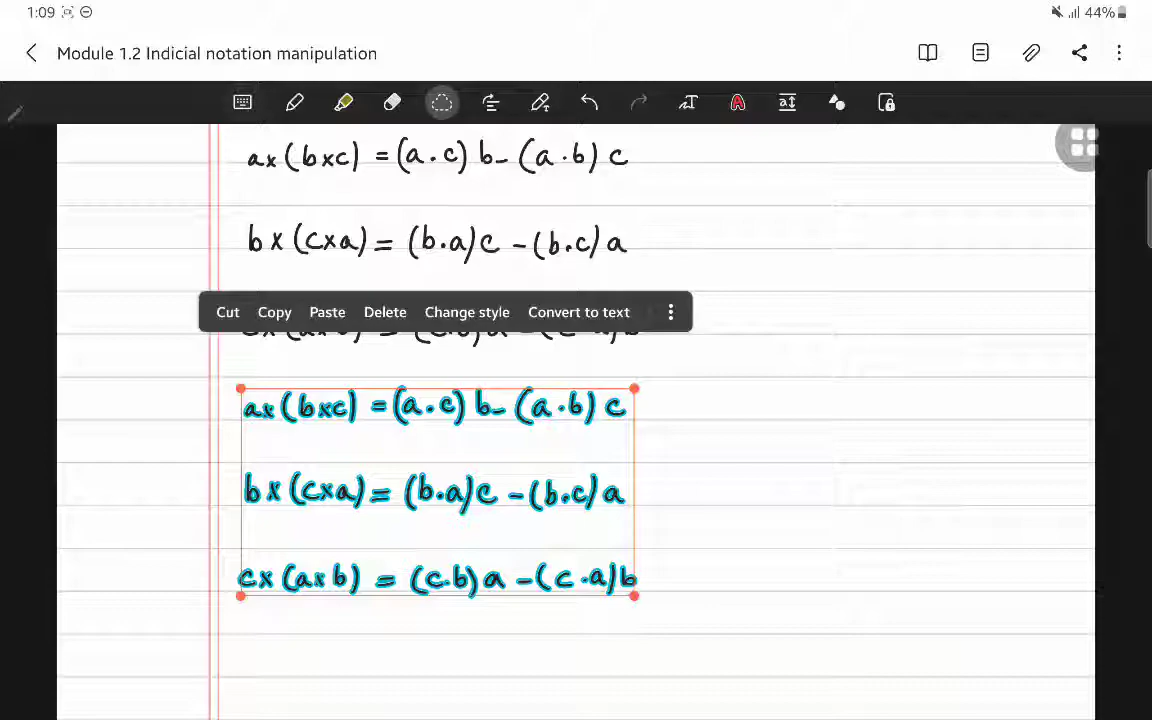 1:09
44%
Module 1.2 Indicial notation manipulation
a×(b×c) =(a.c) b-(a.b) c
b×(c×a)=(b.a)c-(b.c)a
Cut Copy Paste Delete Change style Convert to text
a×(b×c) =(a.c) b-(a.b) c
b×(c×a)=(b.a)c-(b.c)a
c×(a×b) =(c.b)a-(c.a)b